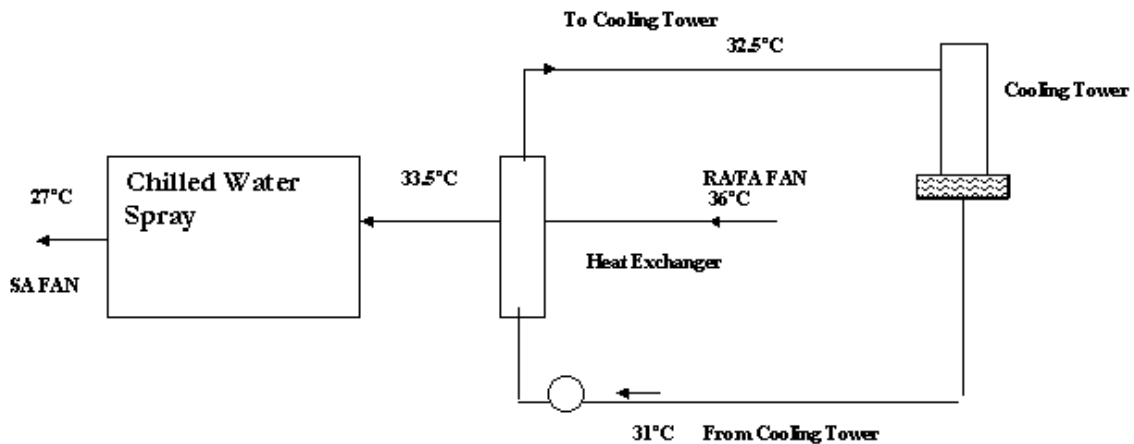 To Cooling Tower
32.5°C
Cooling Tower
Chilled Water
Spray
33.5°C
RA/FA FAN
36°C
27°C
SA FAN
Heat Exchanger
31°C From Cooling Tower